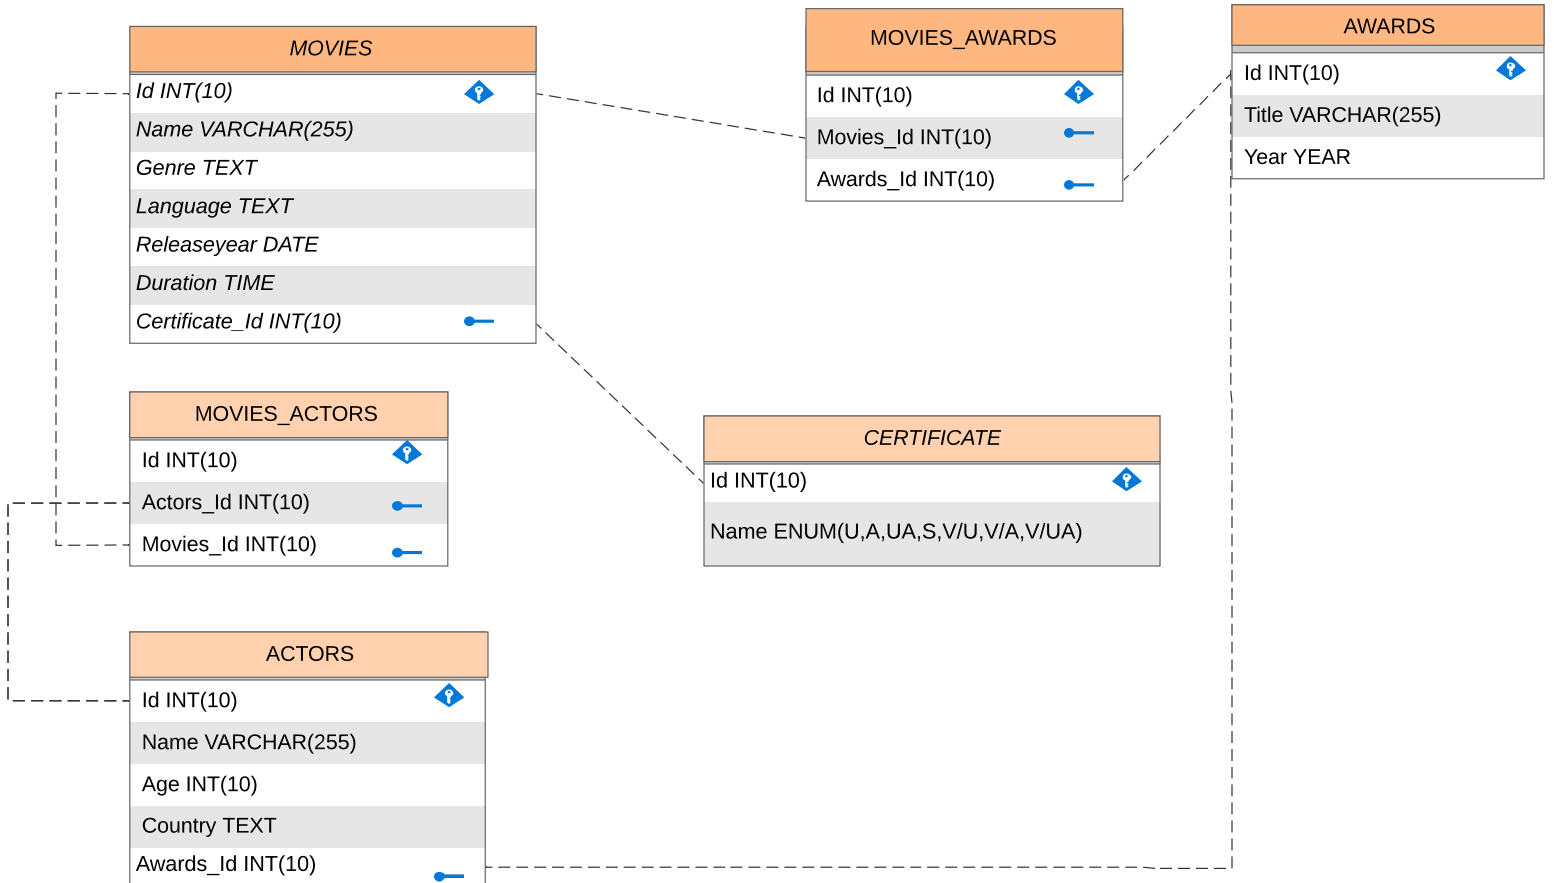 MOVIES
Id INT(10)
Name VARCHAR(255)
Genre TEXT
Language TEXT
Releaseyear DATE
Duration TIME
Certificate_Id INT(10)
MOVIES_AWARDS
Id INT(10)
Movies_Id INT(10)
Awards_Id INT(10)
AWARDS
Id INT(10)
Title VARCHAR(255)
Year YEAR
MOVIES_ACTORS
Id INT(10)
Actors_Id INT(10)
Movies_Id INT(10)
CERTIFICATE
Id INT(10)
Name ENUM(U,A,UA,S,V/U,V/A,V/UA)
ACTORS
Id INT(10)
Name VARCHAR(255)
Age INT(10)
Country TEXT
Awards_Id INT(10)